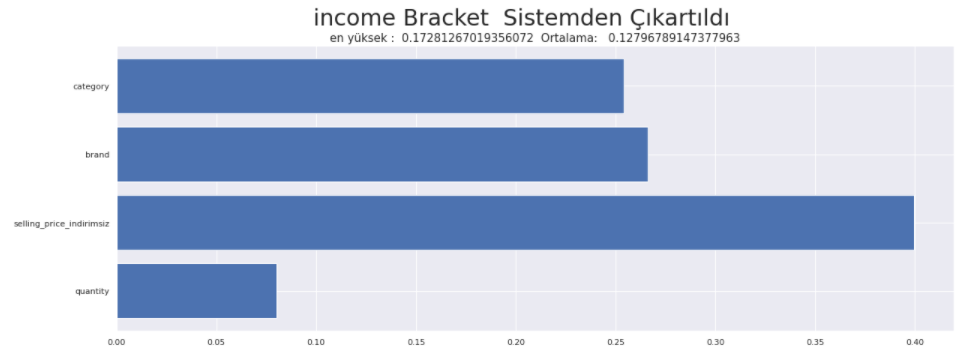 income Bracket  Sistemden Çıkartıldı
en yüksek :  0.17281267019356072  Ortalama:   0.12796789147377963
category
brand
selling_price_indirimsiz
quantity
0.00 0.05 0.10 0.15 0.20 0.25 0.30 0.35 0.40